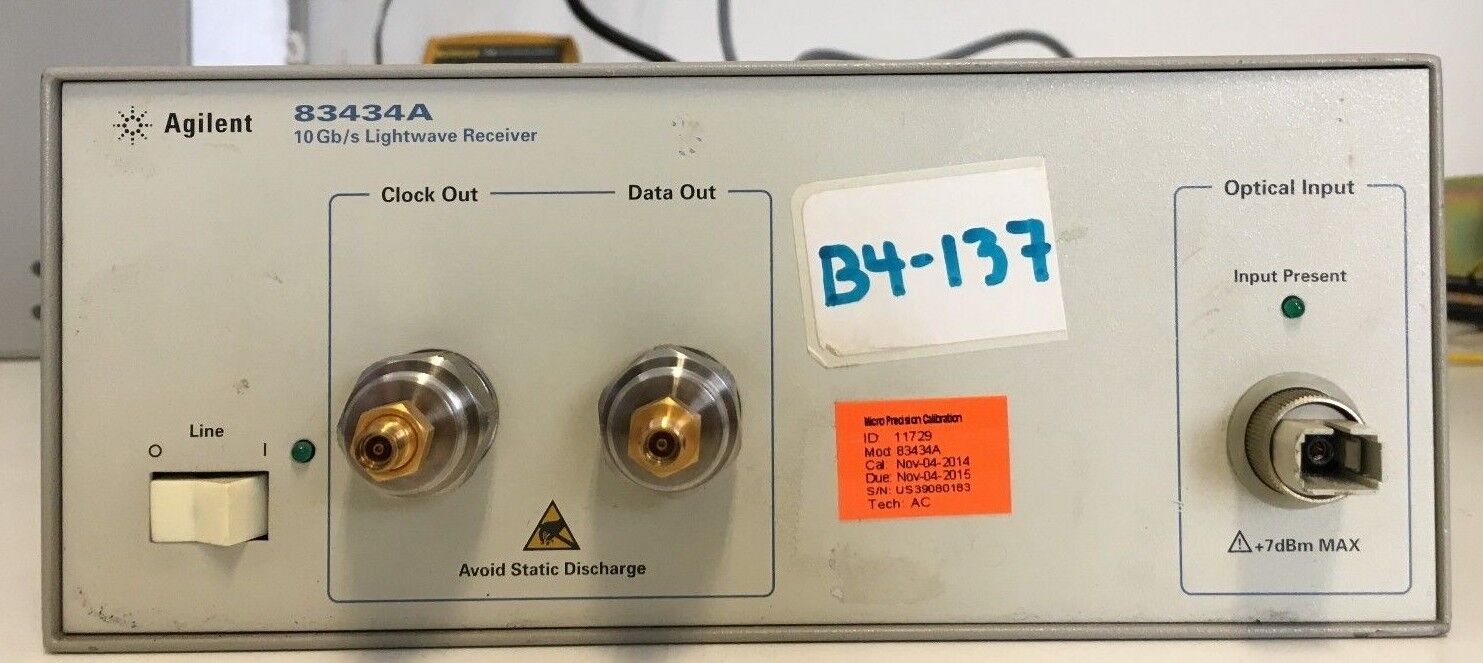 Agilent
83434A
10 Gb/s Lightwave Receiver
Clock Out
Data Out
B4-137
Optical Input
Input Present
Line
O I
Micro Precision Calibration
ID: 11729
Mod: 83434A
Cal: Nov-04-2014
Due: Nov-04-2015
S/N: US39080183
Tech: AC
Avoid Static Discharge
+7dBm MAX